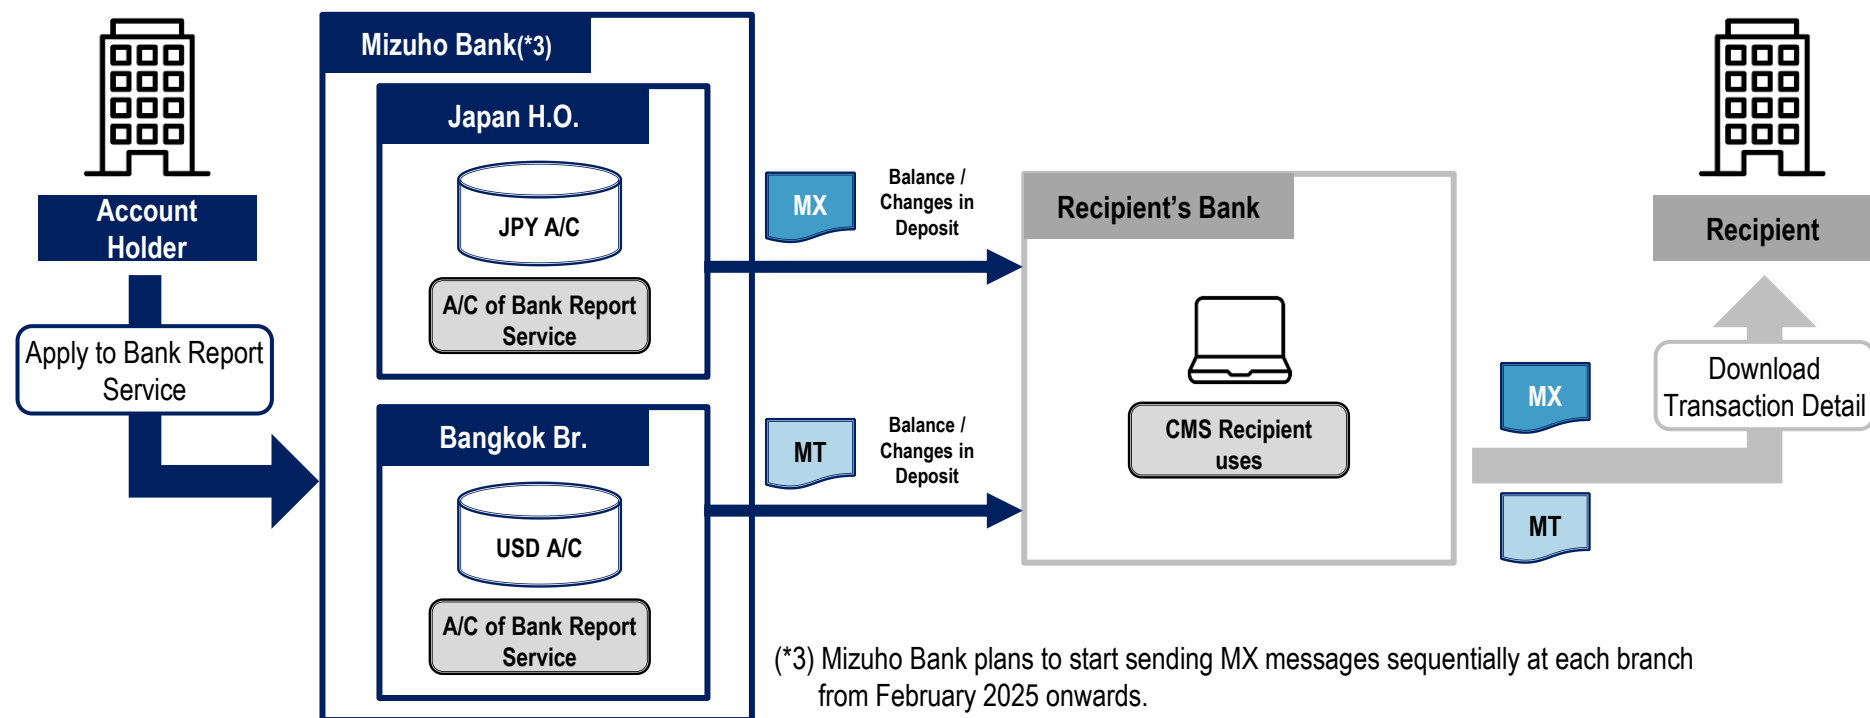 Account
Holder
Apply to Bank Report
Service
Mizuho Bank(*3)
Japan H.O.
JPY A/C
A/C of Bank Report
Service
Bangkok Br.
USD A/C
A/C of Bank Report
Service
MX
Balance /
Changes in
Deposit
MT
Balance /
Changes in
Deposit
Recipient’s Bank
CMS Recipient
uses
MX
MT
Recipient
Download
Transaction Detail
(*3) Mizuho Bank plans to start sending MX messages sequentially at each branch
from February 2025 onwards.